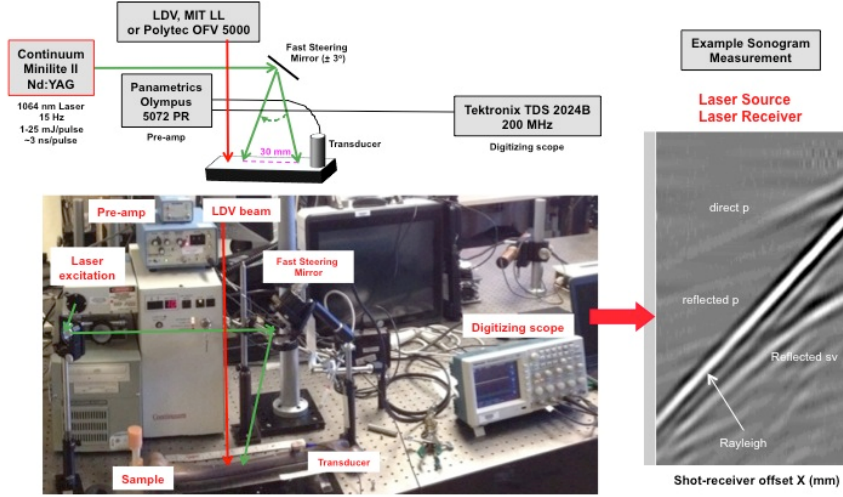 LDV, MIT LL
or Polytec OFV 5000
Continuum
Minilite II
Nd:YAG
1064 nm Laser
15 Hz
1-25 mJ/pulse
~3 ns/pulse
Fast Steering
Mirror (± 3°)
Panametrics
Olympus
5072 PR
Pre-amp
30 mm
Transducer
Tektronix TDS 2024B
200 MHz
Digitizing scope
Example Sonogram
Measurement
Laser Source
Laser Receiver
Pre-amp
LDV beam
Laser
excitation
Fast Steering
Mirror
Digitizing scope
Sample
Transducer
direct p
reflected p
Reflected sv
Rayleigh
Shot-receiver offset X (mm)